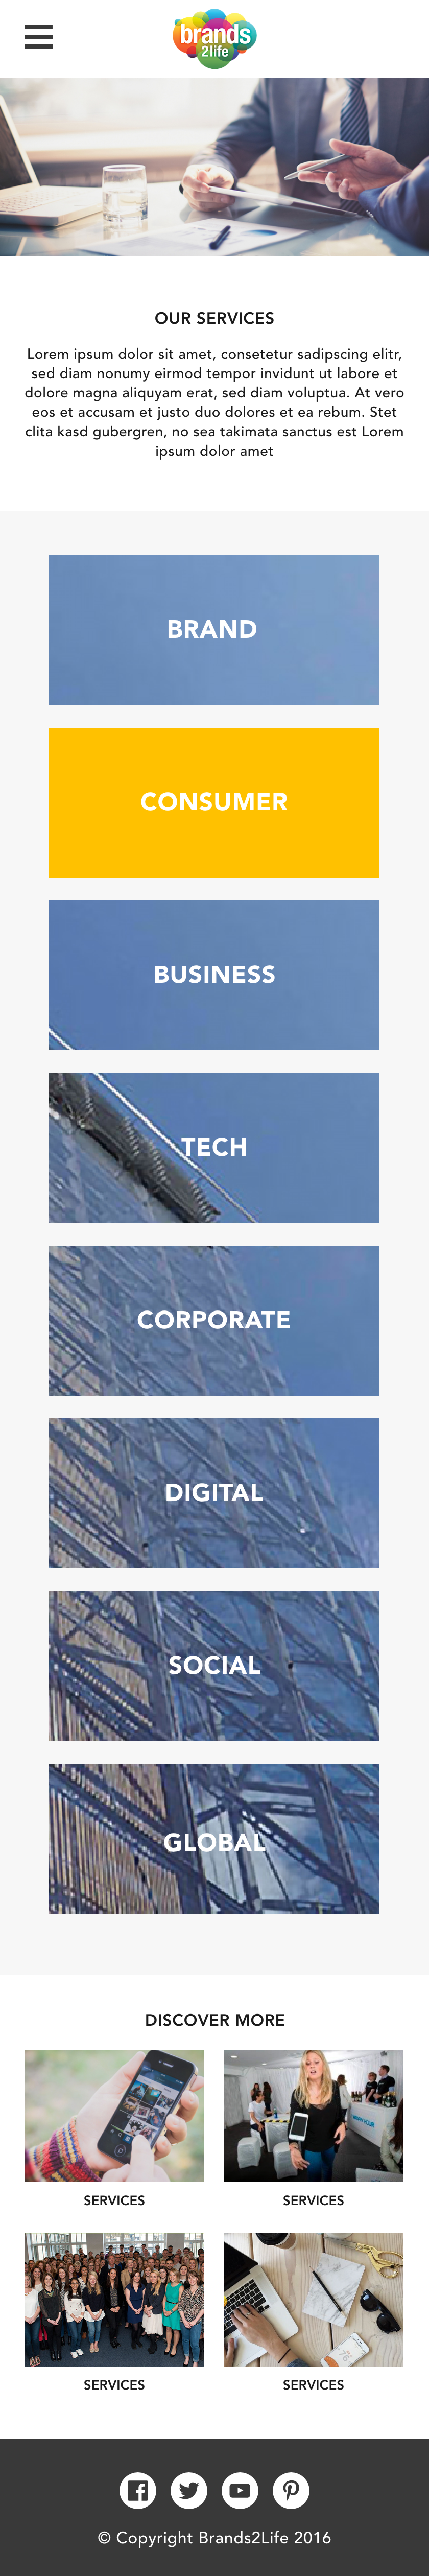 brands
2life
OUR SERVICES
Lorem ipsum dolor sit amet, consetetur sadipscing elitr,
sed diam nonumy eirmod tempor invidunt ut labore et
dolore magna aliquyam erat, sed diam voluptua. At vero
eos et accusam et justo duo dolores et ea rebum. Stet
clita kasd gubergren, no sea takimata sanctus est Lorem
ipsum dolor amet
BRAND
CONSUMER
BUSINESS
TECH
CORPORATE
DIGITAL
SOCIAL
GLOBAL
DISCOVER MORE
SERVICES
SERVICES
SERVICES
SERVICES
© Copyright Brands2Life 2016